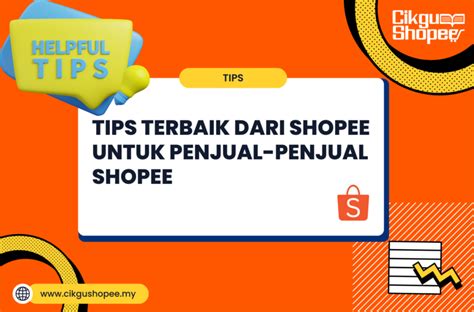 HELPFUL
TIPS
Cikgu
Shopee
TIPS
TIPS TERBAIK DARI SHOPEE
UNTUK PENJUAL-PENJUAL
SHOPEE
S
www.cikgushopee.my